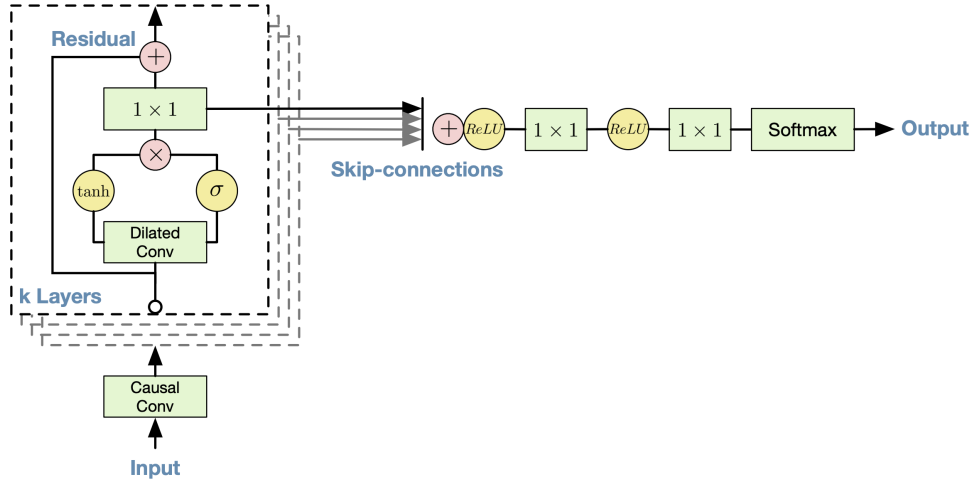 Residual
+
1 × 1
×
tanh
σ
Dilated
Conv
k Layers
Causal
Conv
Input
Skip-connections
+
ReLU
1 × 1
ReLU
1 × 1
Softmax
Output